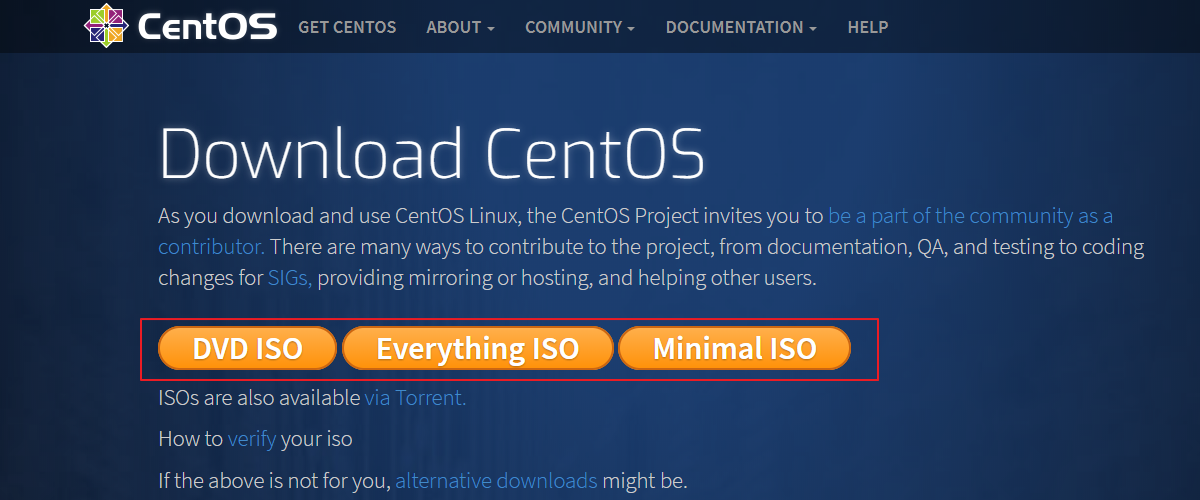 CentOS GET CENTOS ABOUT COMMUNITY DOCUMENTATION HELP
Download CentOS
As you download and use CentOS Linux, the CentOS Project invites you to be a part of the community as a
contributor. There are many ways to contribute to the project, from documentation, QA, and testing to coding
changes for SIGs, providing mirroring or hosting, and helping other users.
DVD ISO Everything ISO Minimal ISO
ISOs are also available via Torrent.
How to verify your iso
If the above is not for you, alternative downloads might be.